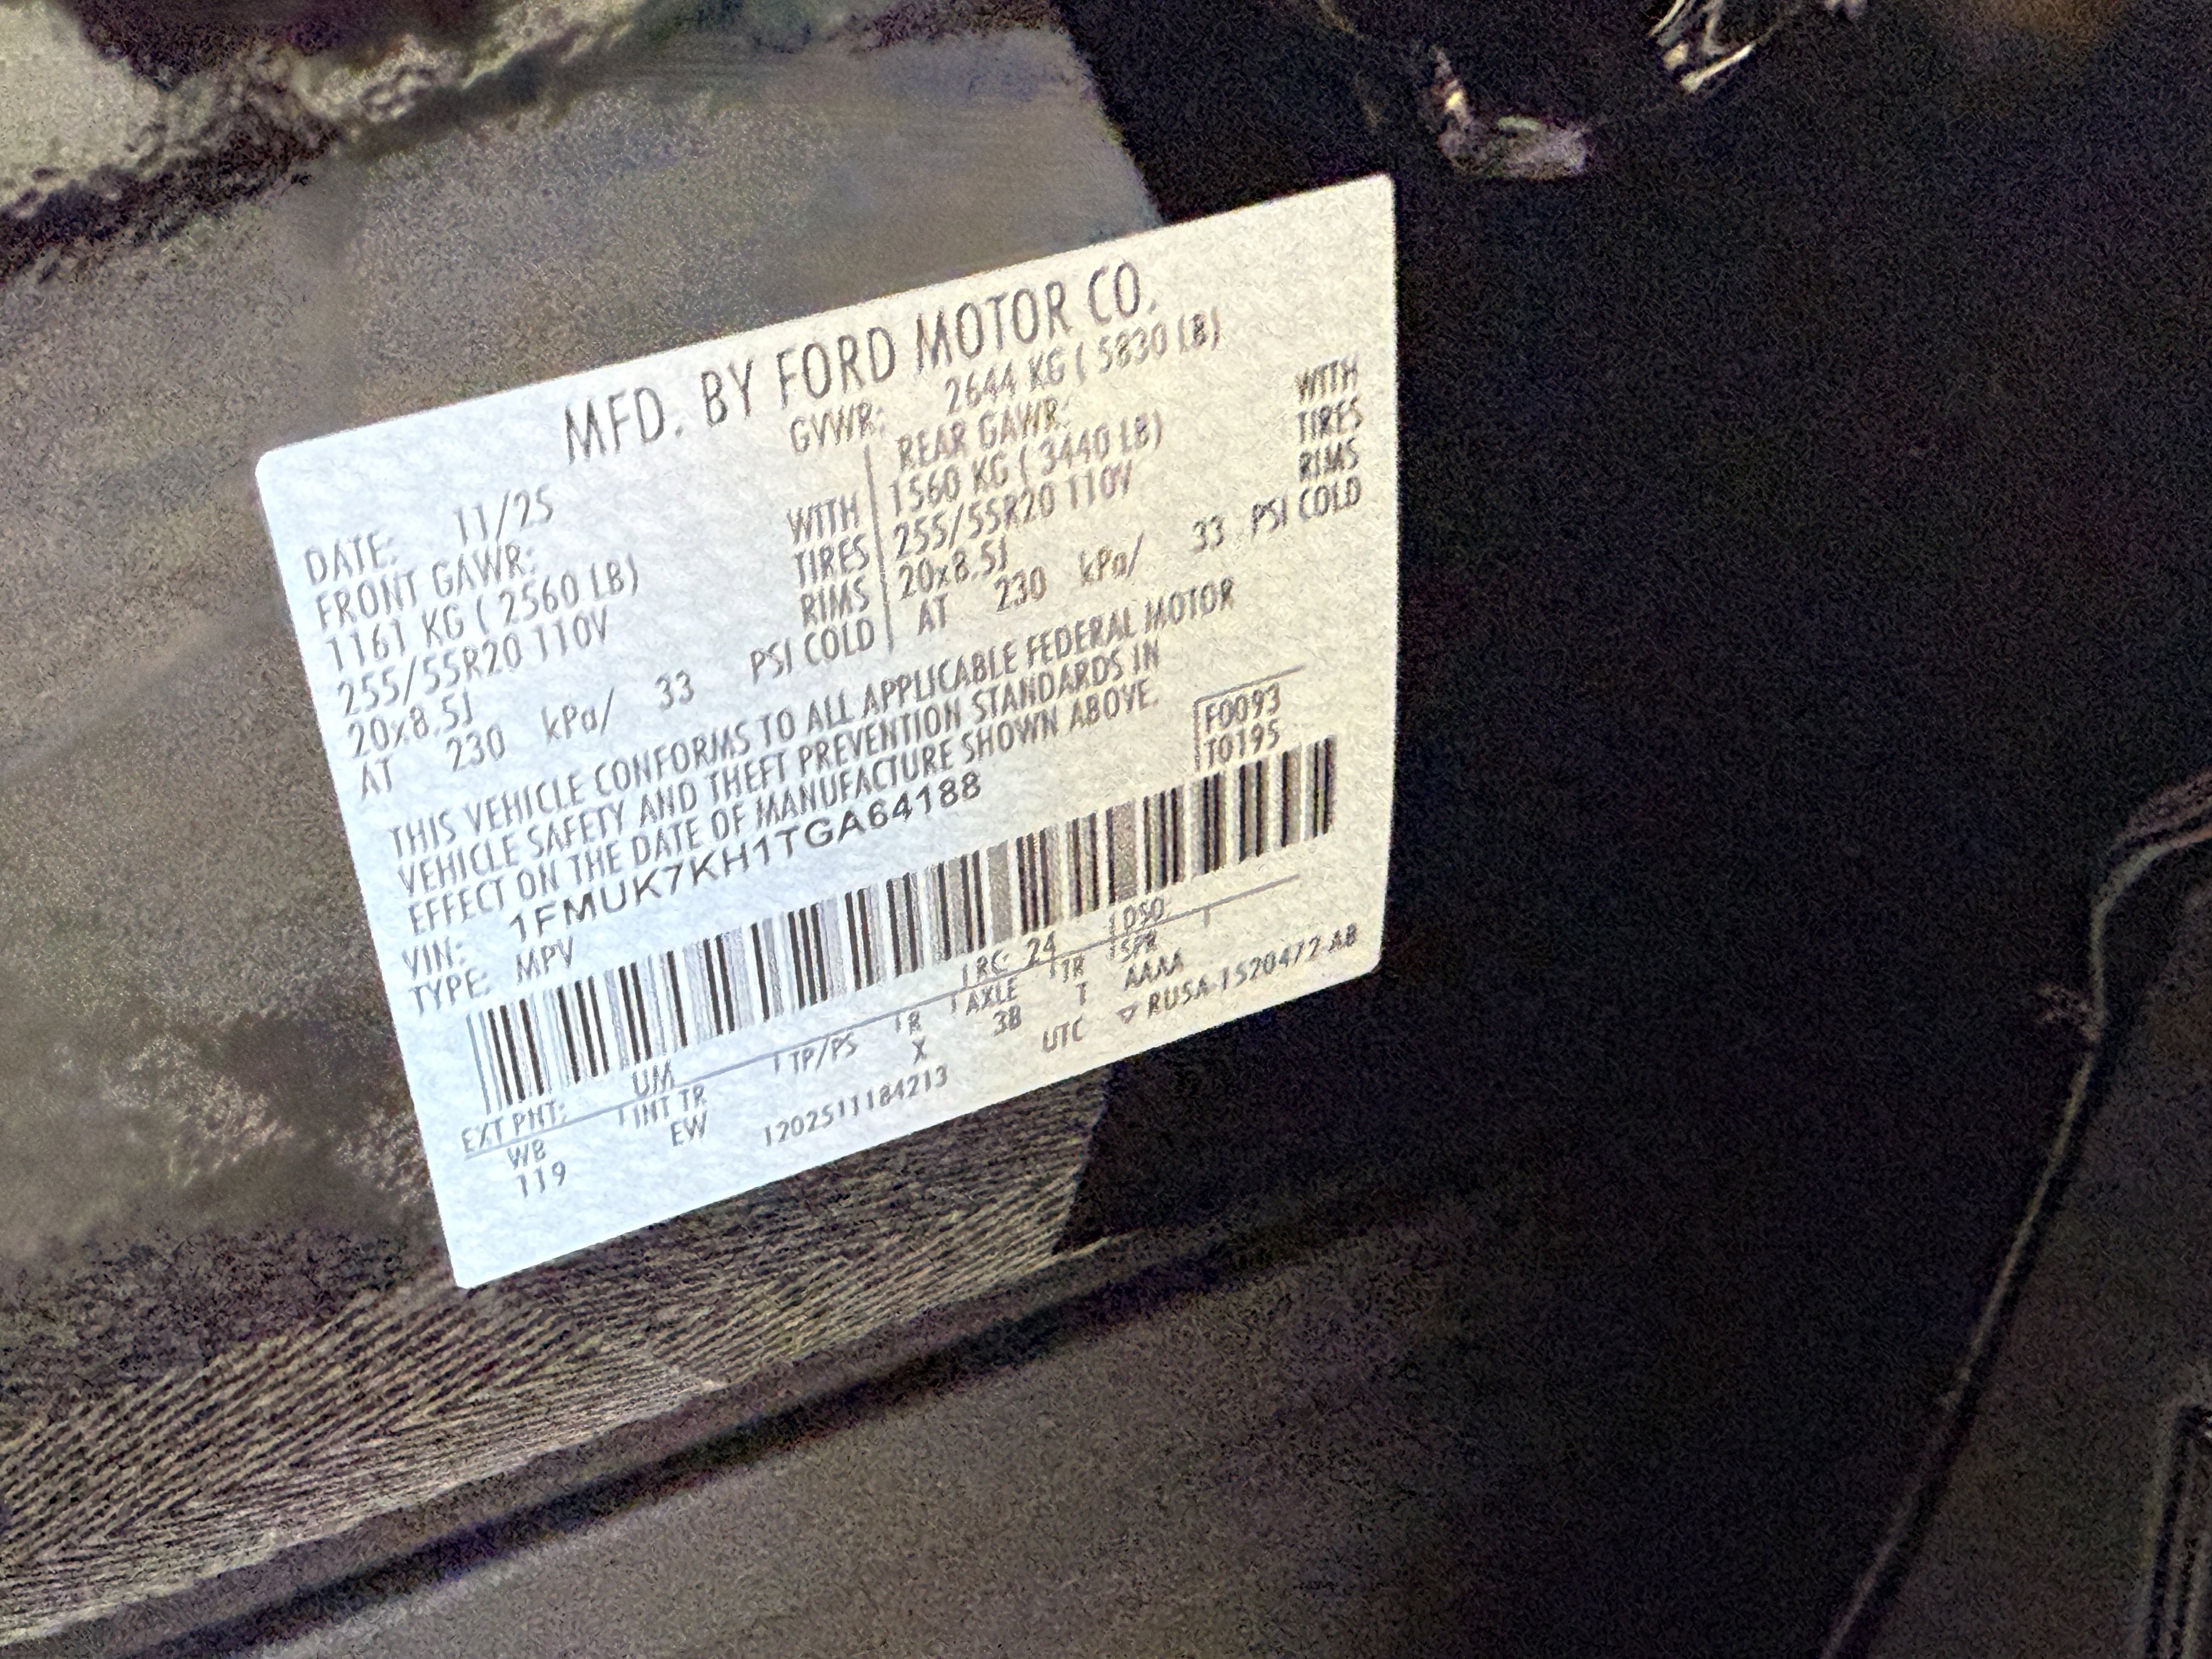 MFD. BY FORD MOTOR CO.
DATE: 11/25 GVWR: 2644 KG ( 5830 LB)
FRONT GAWR: REAR GAWR:
1161 KG ( 2560 LB) WITH 1560 KG ( 3440 LB) WITH
255/55R20 110V TIRES 255/55R20 110V TIRES
20x8.5J RIMS 20x8.5J RIMS
AT 230 kPa/ 33 PSI COLD AT 230 kPa/ 33 PSI COLD
THIS VEHICLE CONFORMS TO ALL APPLICABLE FEDERAL MOTOR
VEHICLE SAFETY AND THEFT PREVENTION STANDARDS IN
EFFECT ON THE DATE OF MANUFACTURE SHOWN ABOVE.
VIN: 1FMUK7KH1TGA64188 F0093
TYPE: MPV T0195
EXT PNT: UM RC: 24 DSO
WB INT TR TP/PS R AXLE TR SPR
119 EW X 3B T AAAA
1202511184213 UTC ▽ RUSA-1520472-AB